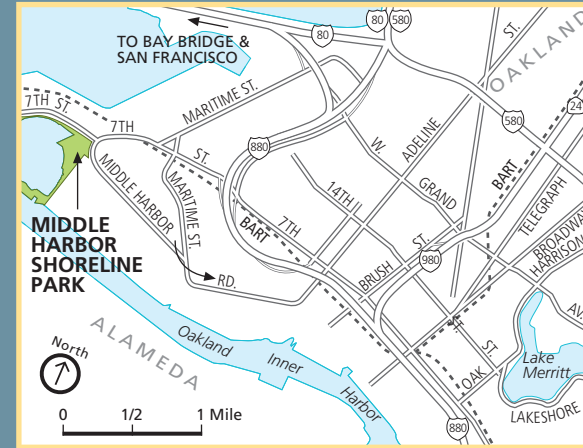 TO BAY BRIDGE &
SAN FRANCISCO
80
80
580
80
OAKLAND
ST.
24
580
7TH ST.
7TH
ST.
MARITIME ST.
880
W.
GRAND
AV.
ADELINE
BART
TELEGRAPH
BROADWAY
HARRISON
MIDDLE HARBOR
RD.
MARITIME ST.
14TH
ST.
7TH
BART
BRUSH
ST.
980
MIDDLE
HARBOR
SHORELINE
PARK
ALAMEDA
Oakland
Inner
Harbor
OAK
Lake
Merritt
LAKESHORE
880
North
0
1/2
1 Mile